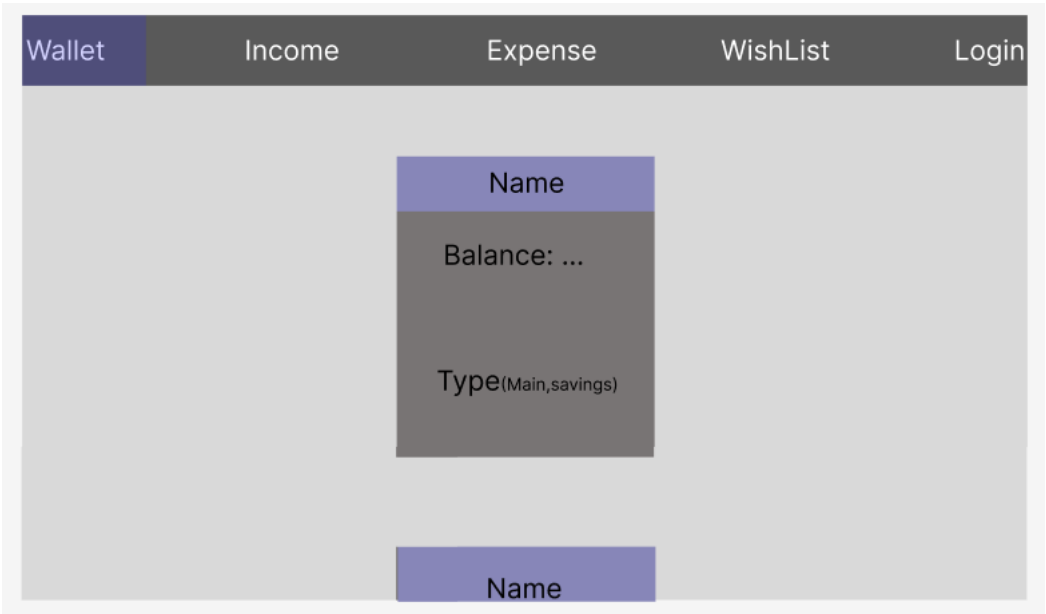 Wallet Income Expense WishList Login
Name
Balance: ...
Type(Main,savings)
Name